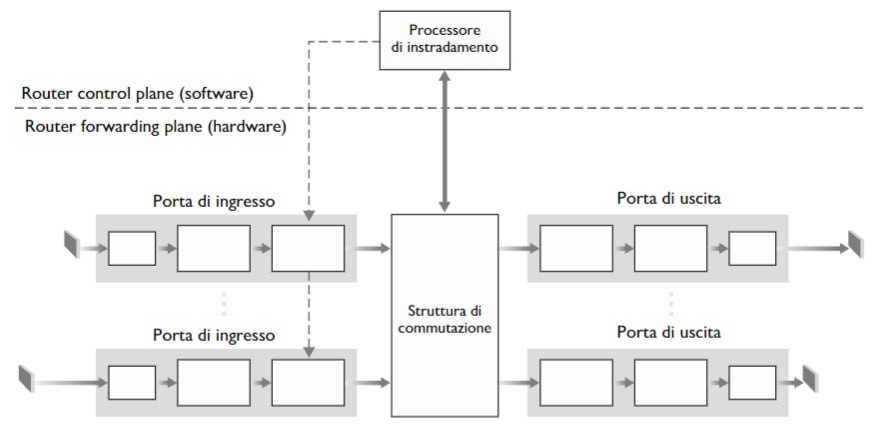 Processore
di instradamento
Router control plane (software)
Router forwarding plane (hardware)
Porta di ingresso
Porta di uscita
Struttura di
commutazione
Porta di ingresso
Porta di uscita